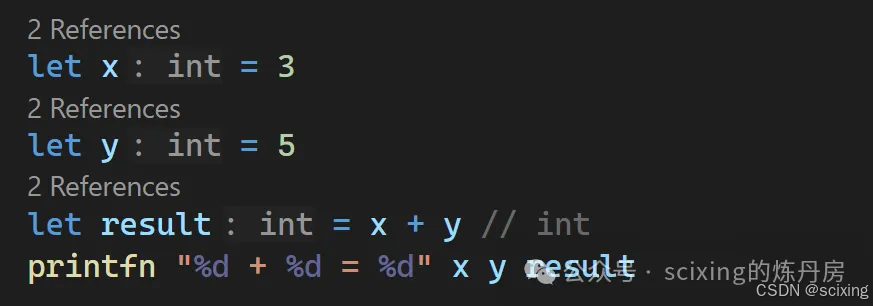 2 References
let x: int = 3
2 References
let y: int = 5
2 References
let result: int = x + y // int
printfn "%d + %d = %d" x y result
公众号 · scixing的炼丹房
CSDN @scixing